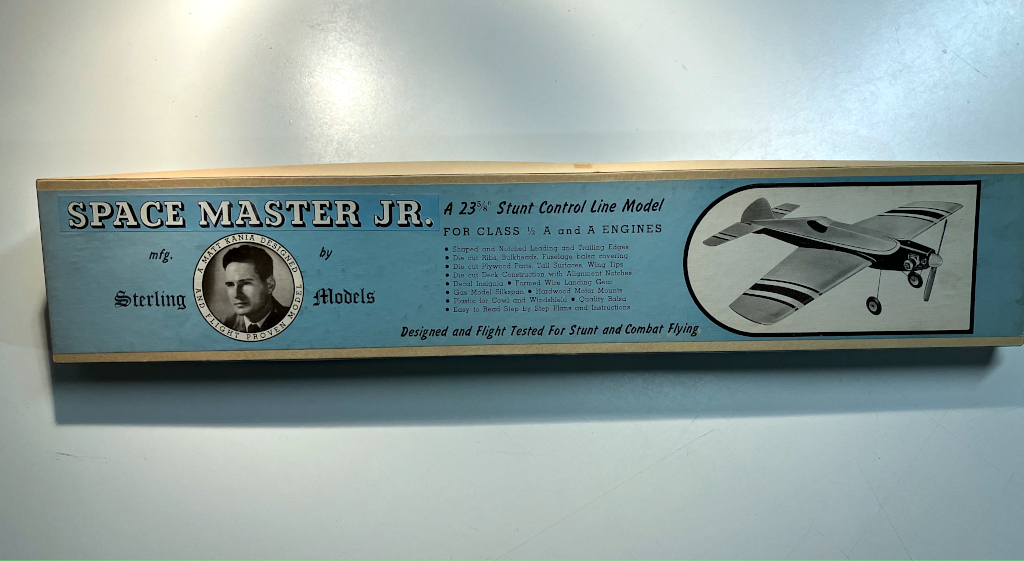 SPACE MASTER JR.
mfg. by
Sterling Models
A MATT KANIA DESIGNED
AND FLIGHT PROVEN MODEL
A 23 5/8" Stunt Control Line Model
FOR CLASS ½ A and A ENGINES
• Shaped and Notched Leading and Trailing Edges
• Die cut Ribs, Bulkheads, Fuselage balsa covering
• Die cut Plywood Parts, Tail Surfaces, Wing Tips
• Die cut Deck Construction with Alignment Notches
• Decal Insignia • Formed Wire Landing Gear
• Gas Model Silkspan • Hardwood Motor Mounts
• Plastic for Cowl and Windshield • Quality Balsa
• Easy to Read Step by Step Plans and Instructions
Designed and Flight Tested For Stunt and Combat Flying